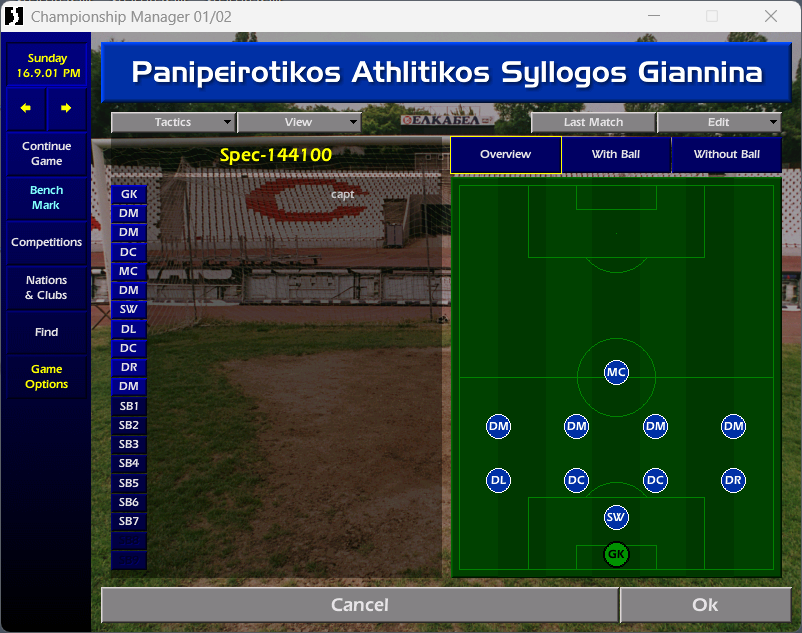 Championship Manager 01/02
Sunday
16.9.01 PM
Panipeirotikos Athlitikos Syllogos Giannina
Tactics
View
ΕΛΚΑΒΕΛ
Last Match
Edit
Continue
Game
Bench
Mark
Competitions
Nations
& Clubs
Find
Game
Options
Spec-144100
Overview
With Ball
Without Ball
GK
capt
DM
DM
DC
MC
DM
SW
DL
DC
DR
DM
SB1
SB2
SB3
SB4
SB5
SB6
SB7
MC
DM
DM
DM
DM
DL
DC
DC
DR
SW
GK
Cancel
Ok